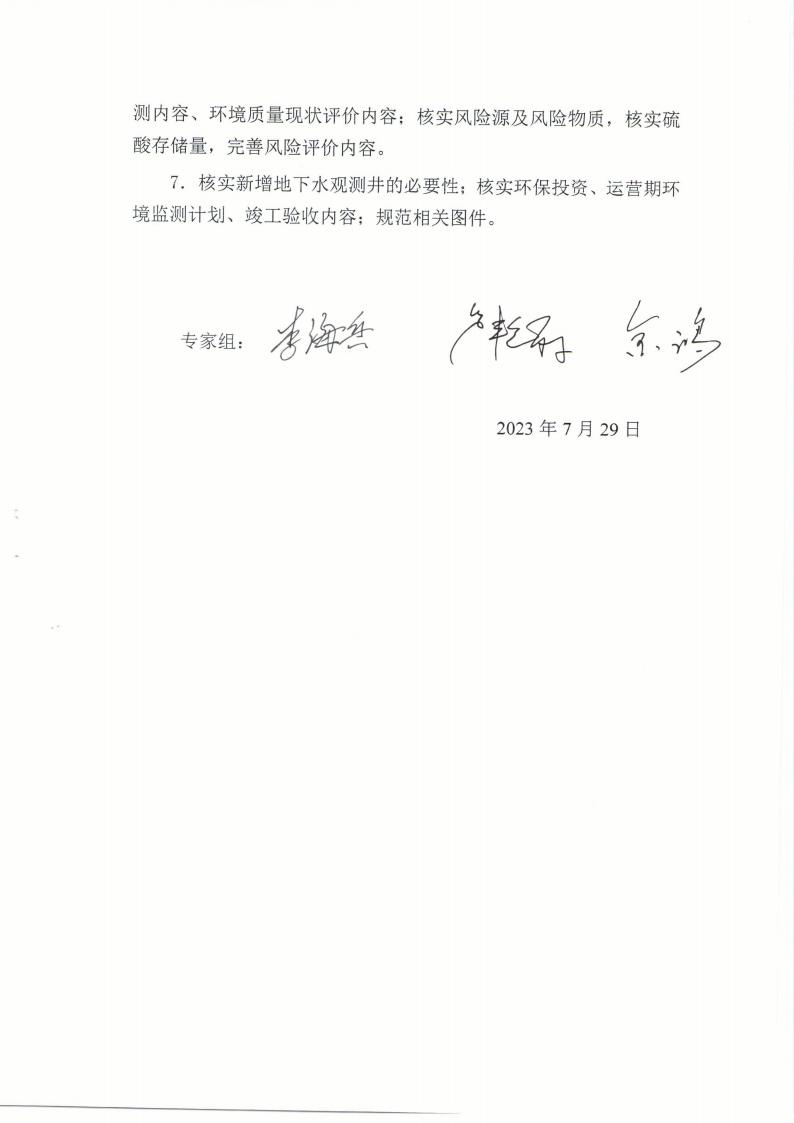 测内容、环境质量现状评价内容；核实风险源及风险物质，核实硫
酸存储量，完善风险评价内容。
7．核实新增地下水观测井的必要性；核实环保投资、运营期环
境监测计划、竣工验收内容；规范相关图件。
专家组： 李海
2023 年 7 月 29 日